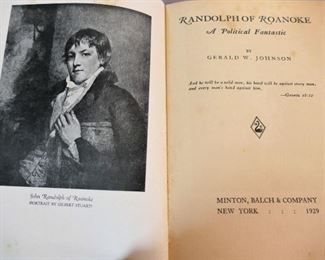 John Randolph of Roanoke
PORTRAIT BY GILBERT STUART
RANDOLPH OF ROANOKE
A Political Fantastic
BY
GERALD W. JOHNSON
And he will be a wild man, his hand will be against every man,
and every man's hand against him.
—Genesis 16:12
MINTON, BALCH & COMPANY
NEW YORK : : : 1929